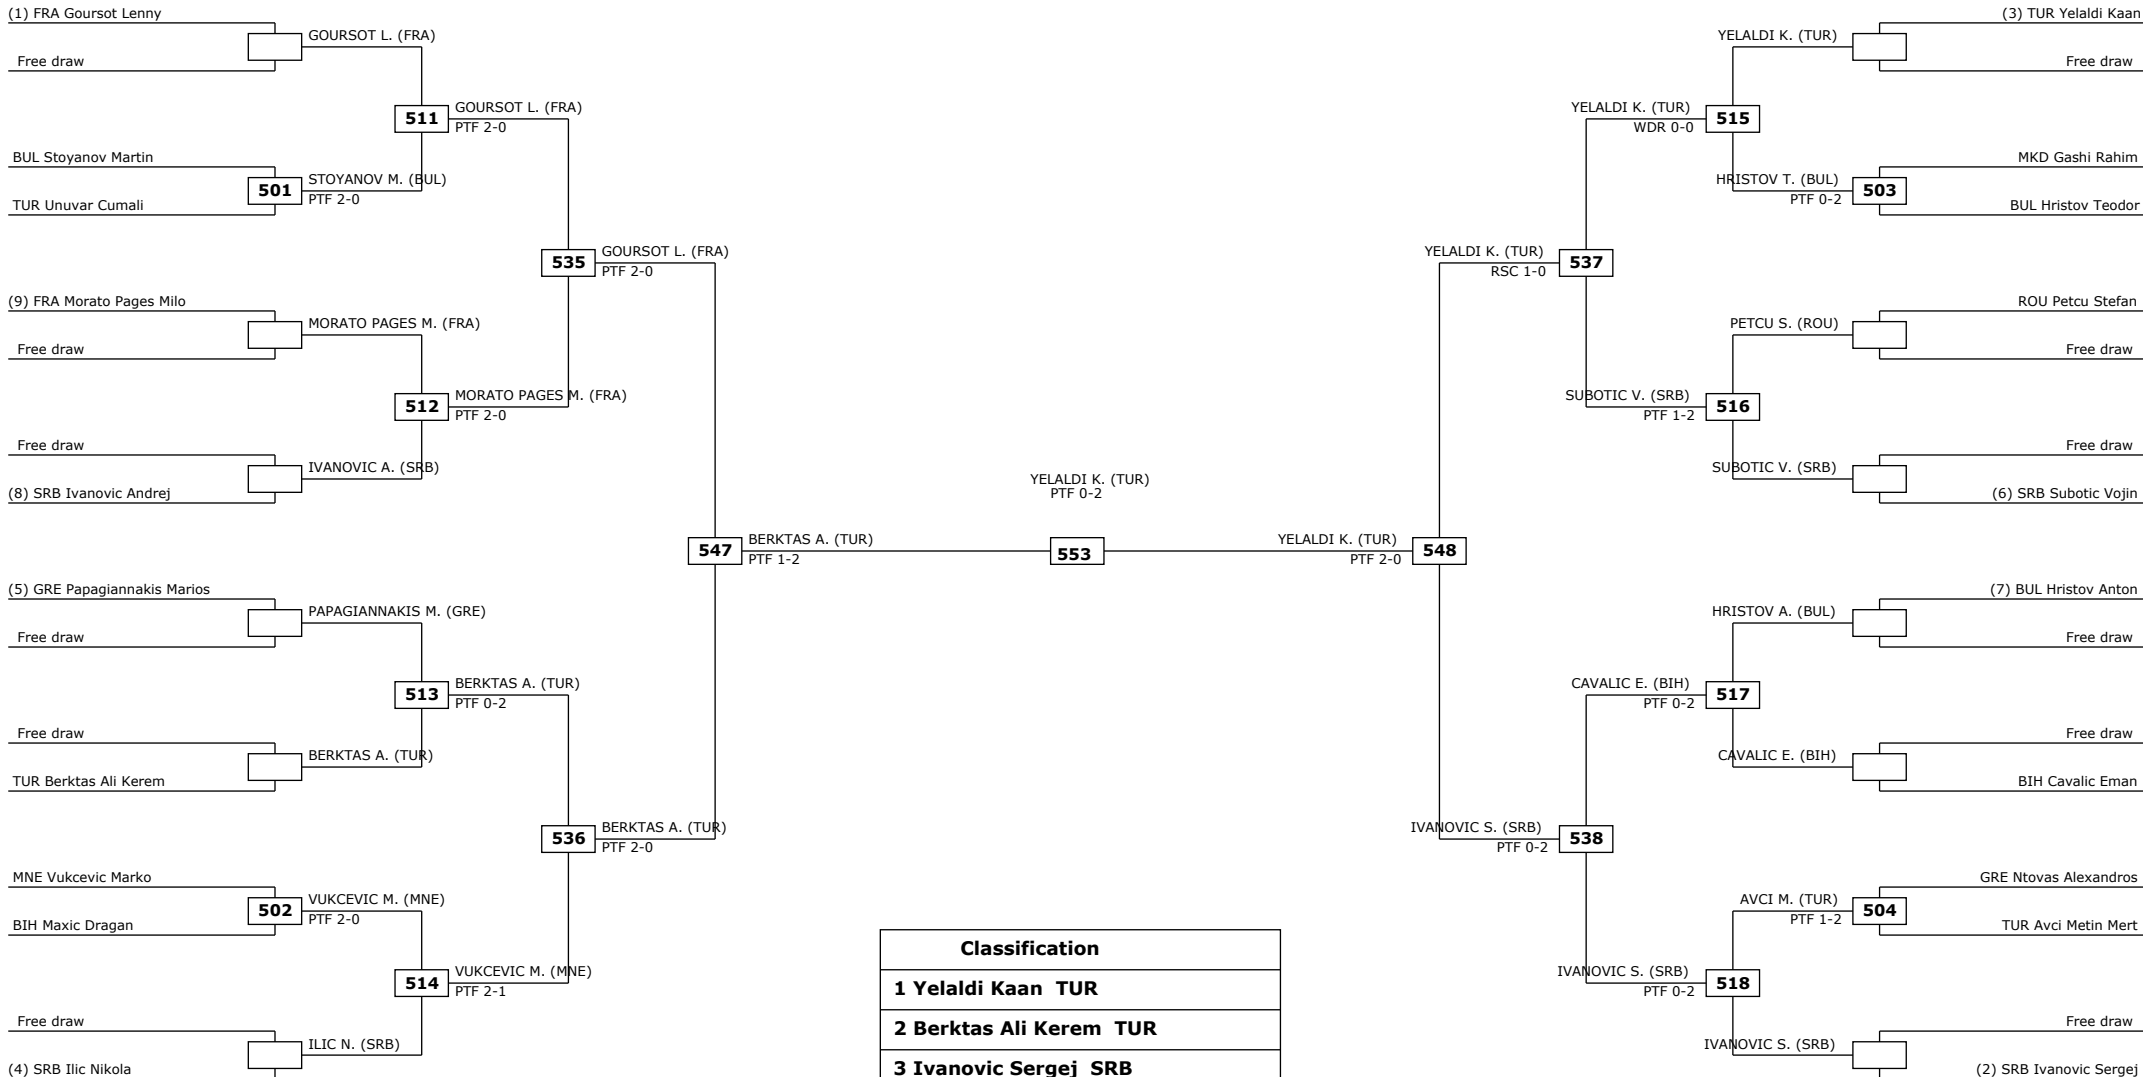 (1) FRA Goursot Lenny
Free draw
GOURSOT L. (FRA)
511
GOURSOT L. (FRA)
PTF 2-0
BUL Stoyanov Martin
501
STOYANOV M. (BUL)
PTF 2-0
TUR Unuvar Cumali
535
GOURSOT L. (FRA)
PTF 2-0
(9) FRA Morato Pages Milo
MORATO PAGES M. (FRA)
Free draw
512
MORATO PAGES M. (FRA)
PTF 2-0
Free draw
IVANOVIC A. (SRB)
(8) SRB Ivanovic Andrej
547
BERKTAS A. (TUR)
PTF 1-2
(5) GRE Papagiannakis Marios
PAPAGIANNAKIS M. (GRE)
Free draw
513
BERKTAS A. (TUR)
PTF 0-2
Free draw
BERKTAS A. (TUR)
TUR Berktas Ali Kerem
536
BERKTAS A. (TUR)
PTF 2-0
MNE Vukcevic Marko
502
VUKCEVIC M. (MNE)
PTF 2-0
BIH Maxic Dragan
514
VUKCEVIC M. (MNE)
PTF 2-1
Free draw
ILIC N. (SRB)
(4) SRB Ilic Nikola
YELALDI K. (TUR)
PTF 0-2
553
Classification
1 Yelaldi Kaan TUR
2 Berktas Ali Kerem TUR
3 Ivanovic Sergej SRB
(3) TUR Yelaldi Kaan
YELALDI K. (TUR)
Free draw
YELALDI K. (TUR)
WDR 0-0
515
MKD Gashi Rahim
HRISTOV T. (BUL)
PTF 0-2
503
BUL Hristov Teodor
YELALDI K. (TUR)
RSC 1-0
537
ROU Petcu Stefan
PETCU S. (ROU)
Free draw
SUBOTIC V. (SRB)
PTF 1-2
516
Free draw
SUBOTIC V. (SRB)
(6) SRB Subotic Vojin
YELALDI K. (TUR)
PTF 2-0
548
(7) BUL Hristov Anton
HRISTOV A. (BUL)
Free draw
CAVALIC E. (BIH)
PTF 0-2
517
Free draw
CAVALIC E. (BIH)
BIH Cavalic Eman
IVANOVIC S. (SRB)
PTF 0-2
538
GRE Ntovas Alexandros
AVCI M. (TUR)
PTF 1-2
504
TUR Avci Metin Mert
IVANOVIC S. (SRB)
PTF 0-2
518
Free draw
IVANOVIC S. (SRB)
(2) SRB Ivanovic Sergej